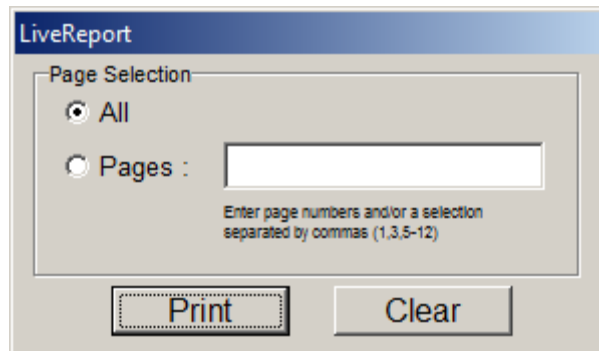 LiveReport
Page Selection
All
Pages :
Enter page numbers and/or a selection
separated by commas (1,3,5-12)
Print Clear